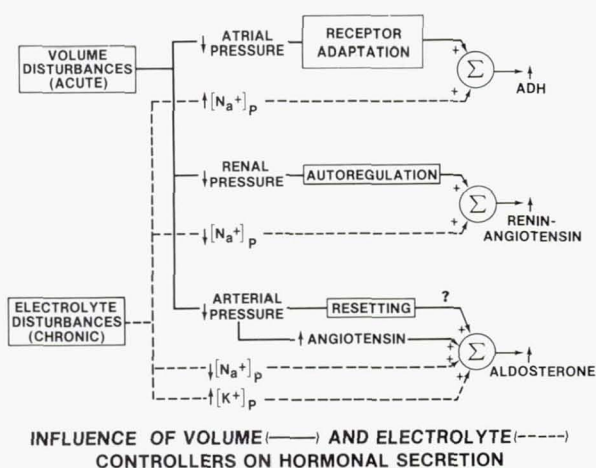 VOLUME
DISTURBANCES
(ACUTE)
↓ ATRIAL
PRESSURE
RECEPTOR
ADAPTATION
+
Σ
+
↑
ADH
↑[Na+]p
↓ RENAL
PRESSURE
AUTOREGULATION
+
Σ
+
↑
RENIN-
ANGIOTENSIN
↓[Na+]p
ELECTROLYTE
DISTURBANCES
(CHRONIC)
↓ ARTERIAL
PRESSURE
RESETTING
?
↑ ANGIOTENSIN
+
+
+
+
Σ
↑
ALDOSTERONE
↓[Na+]p
↑[K+]p
INFLUENCE OF VOLUME(——) AND ELECTROLYTE(-----)
CONTROLLERS ON HORMONAL SECRETION